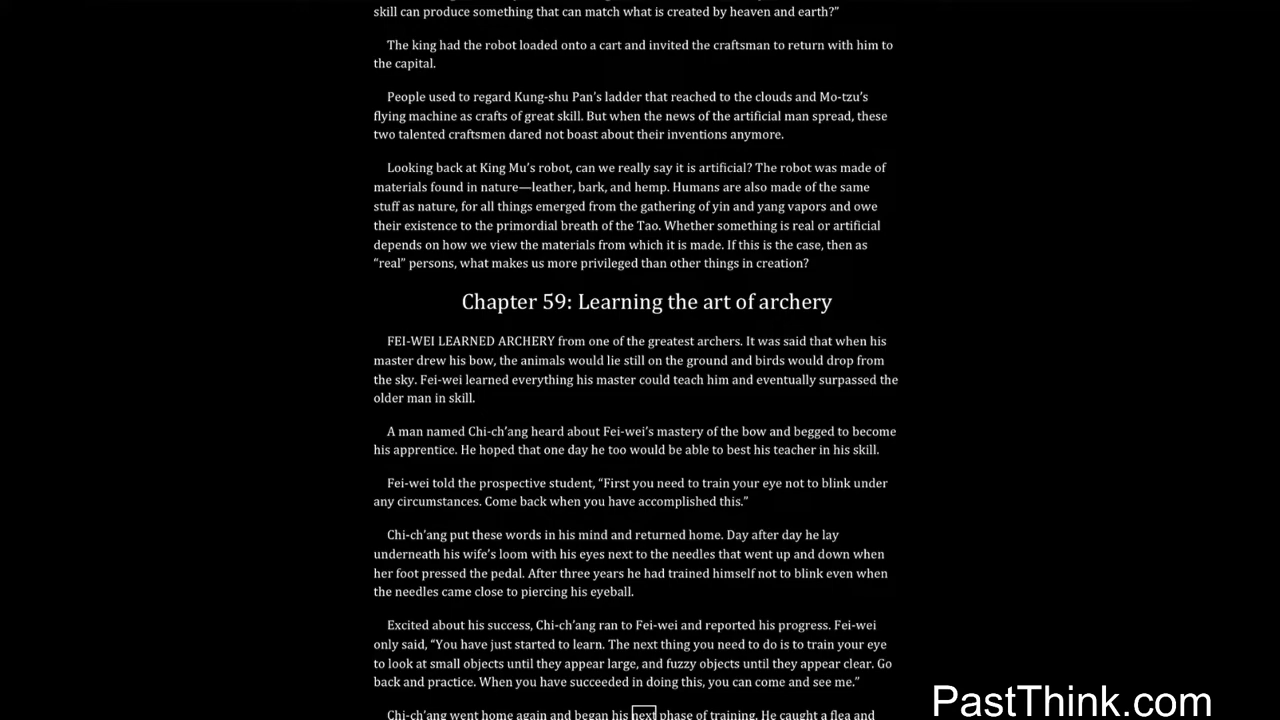 skill can produce something that can match what is created by heaven and earth?”
The king had the robot loaded onto a cart and invited the craftsman to return with him to
the capital.
People used to regard Kung-shu Pan’s ladder that reached to the clouds and Mo-tzu’s
flying machine as crafts of great skill. But when the news of the artificial man spread, these
two talented craftsmen dared not boast about their inventions anymore.
Looking back at King Mu’s robot, can we really say it is artificial? The robot was made of
materials found in nature—leather, bark, and hemp. Humans are also made of the same
stuff as nature, for all things emerged from the gathering of yin and yang vapors and owe
their existence to the primordial breath of the Tao. Whether something is real or artificial
depends on how we view the materials from which it is made. If this is the case, then as
“real” persons, what makes us more privileged than other things in creation?
Chapter 59: Learning the art of archery
FEI-WEI LEARNED ARCHERY from one of the greatest archers. It was said that when his
master drew his bow, the animals would lie still on the ground and birds would drop from
the sky. Fei-wei learned everything his master could teach him and eventually surpassed the
older man in skill.
A man named Chi-ch’ang heard about Fei-wei’s mastery of the bow and begged to become
his apprentice. He hoped that one day he too would be able to best his teacher in his skill.
Fei-wei told the prospective student, “First you need to train your eye not to blink under
any circumstances. Come back when you have accomplished this.”
Chi-ch’ang put these words in his mind and returned home. Day after day he lay
underneath his wife’s loom with his eyes next to the needles that went up and down when
her foot pressed the pedal. After three years he had trained himself not to blink even when
the needles came close to piercing his eyeball.
Excited about his success, Chi-ch’ang ran to Fei-wei and reported his progress. Fei-wei
only said, “You have just started to learn. The next thing you need to do is to train your eye
to look at small objects until they appear large, and fuzzy objects until they appear clear. Go
back and practice. When you have succeeded in doing this, you can come and see me.”
Chi-ch’ang went home again and began his next phase of training. He caught a flea and
PastThink.com